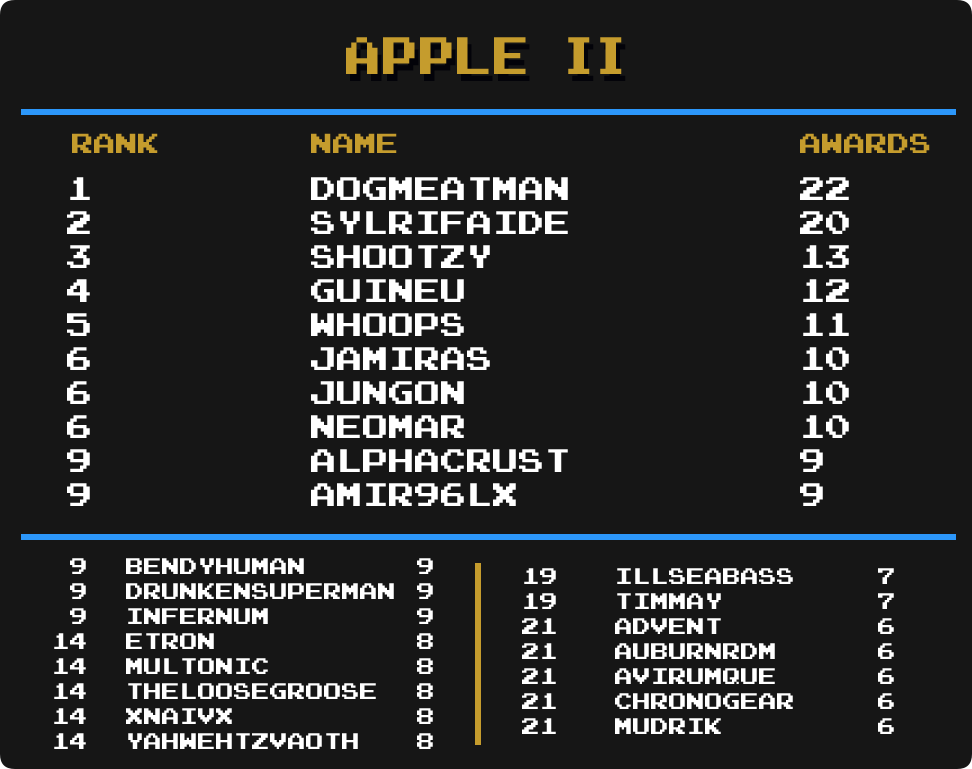 APPLE II
RANK NAME AWARDS
1 DOGMEATMAN 22
2 SYLRIFAIDE 20
3 SHOOTZY 13
4 GUINEU 12
5 WHOOPS 11
6 JAMIRAS 10
6 JUNGON 10
6 NEOMAR 10
9 ALPHACRUST 9
9 AMIR96LX 9
9 BENDYHUMAN 9
9 DRUNKENSUPERMAN 9
9 INFERNUM 9
14 ETRON 8
14 MULTONIC 8
14 THELOOSEGROOSE 8
14 XNAIVX 8
14 YAHWEHTZVAOTH 8
19 ILLSEABASS 7
19 TIMMAY 7
21 ADVENT 6
21 AUBURNRDM 6
21 AVIRUMQUE 6
21 CHRONOGEAR 6
21 MUDRIK 6